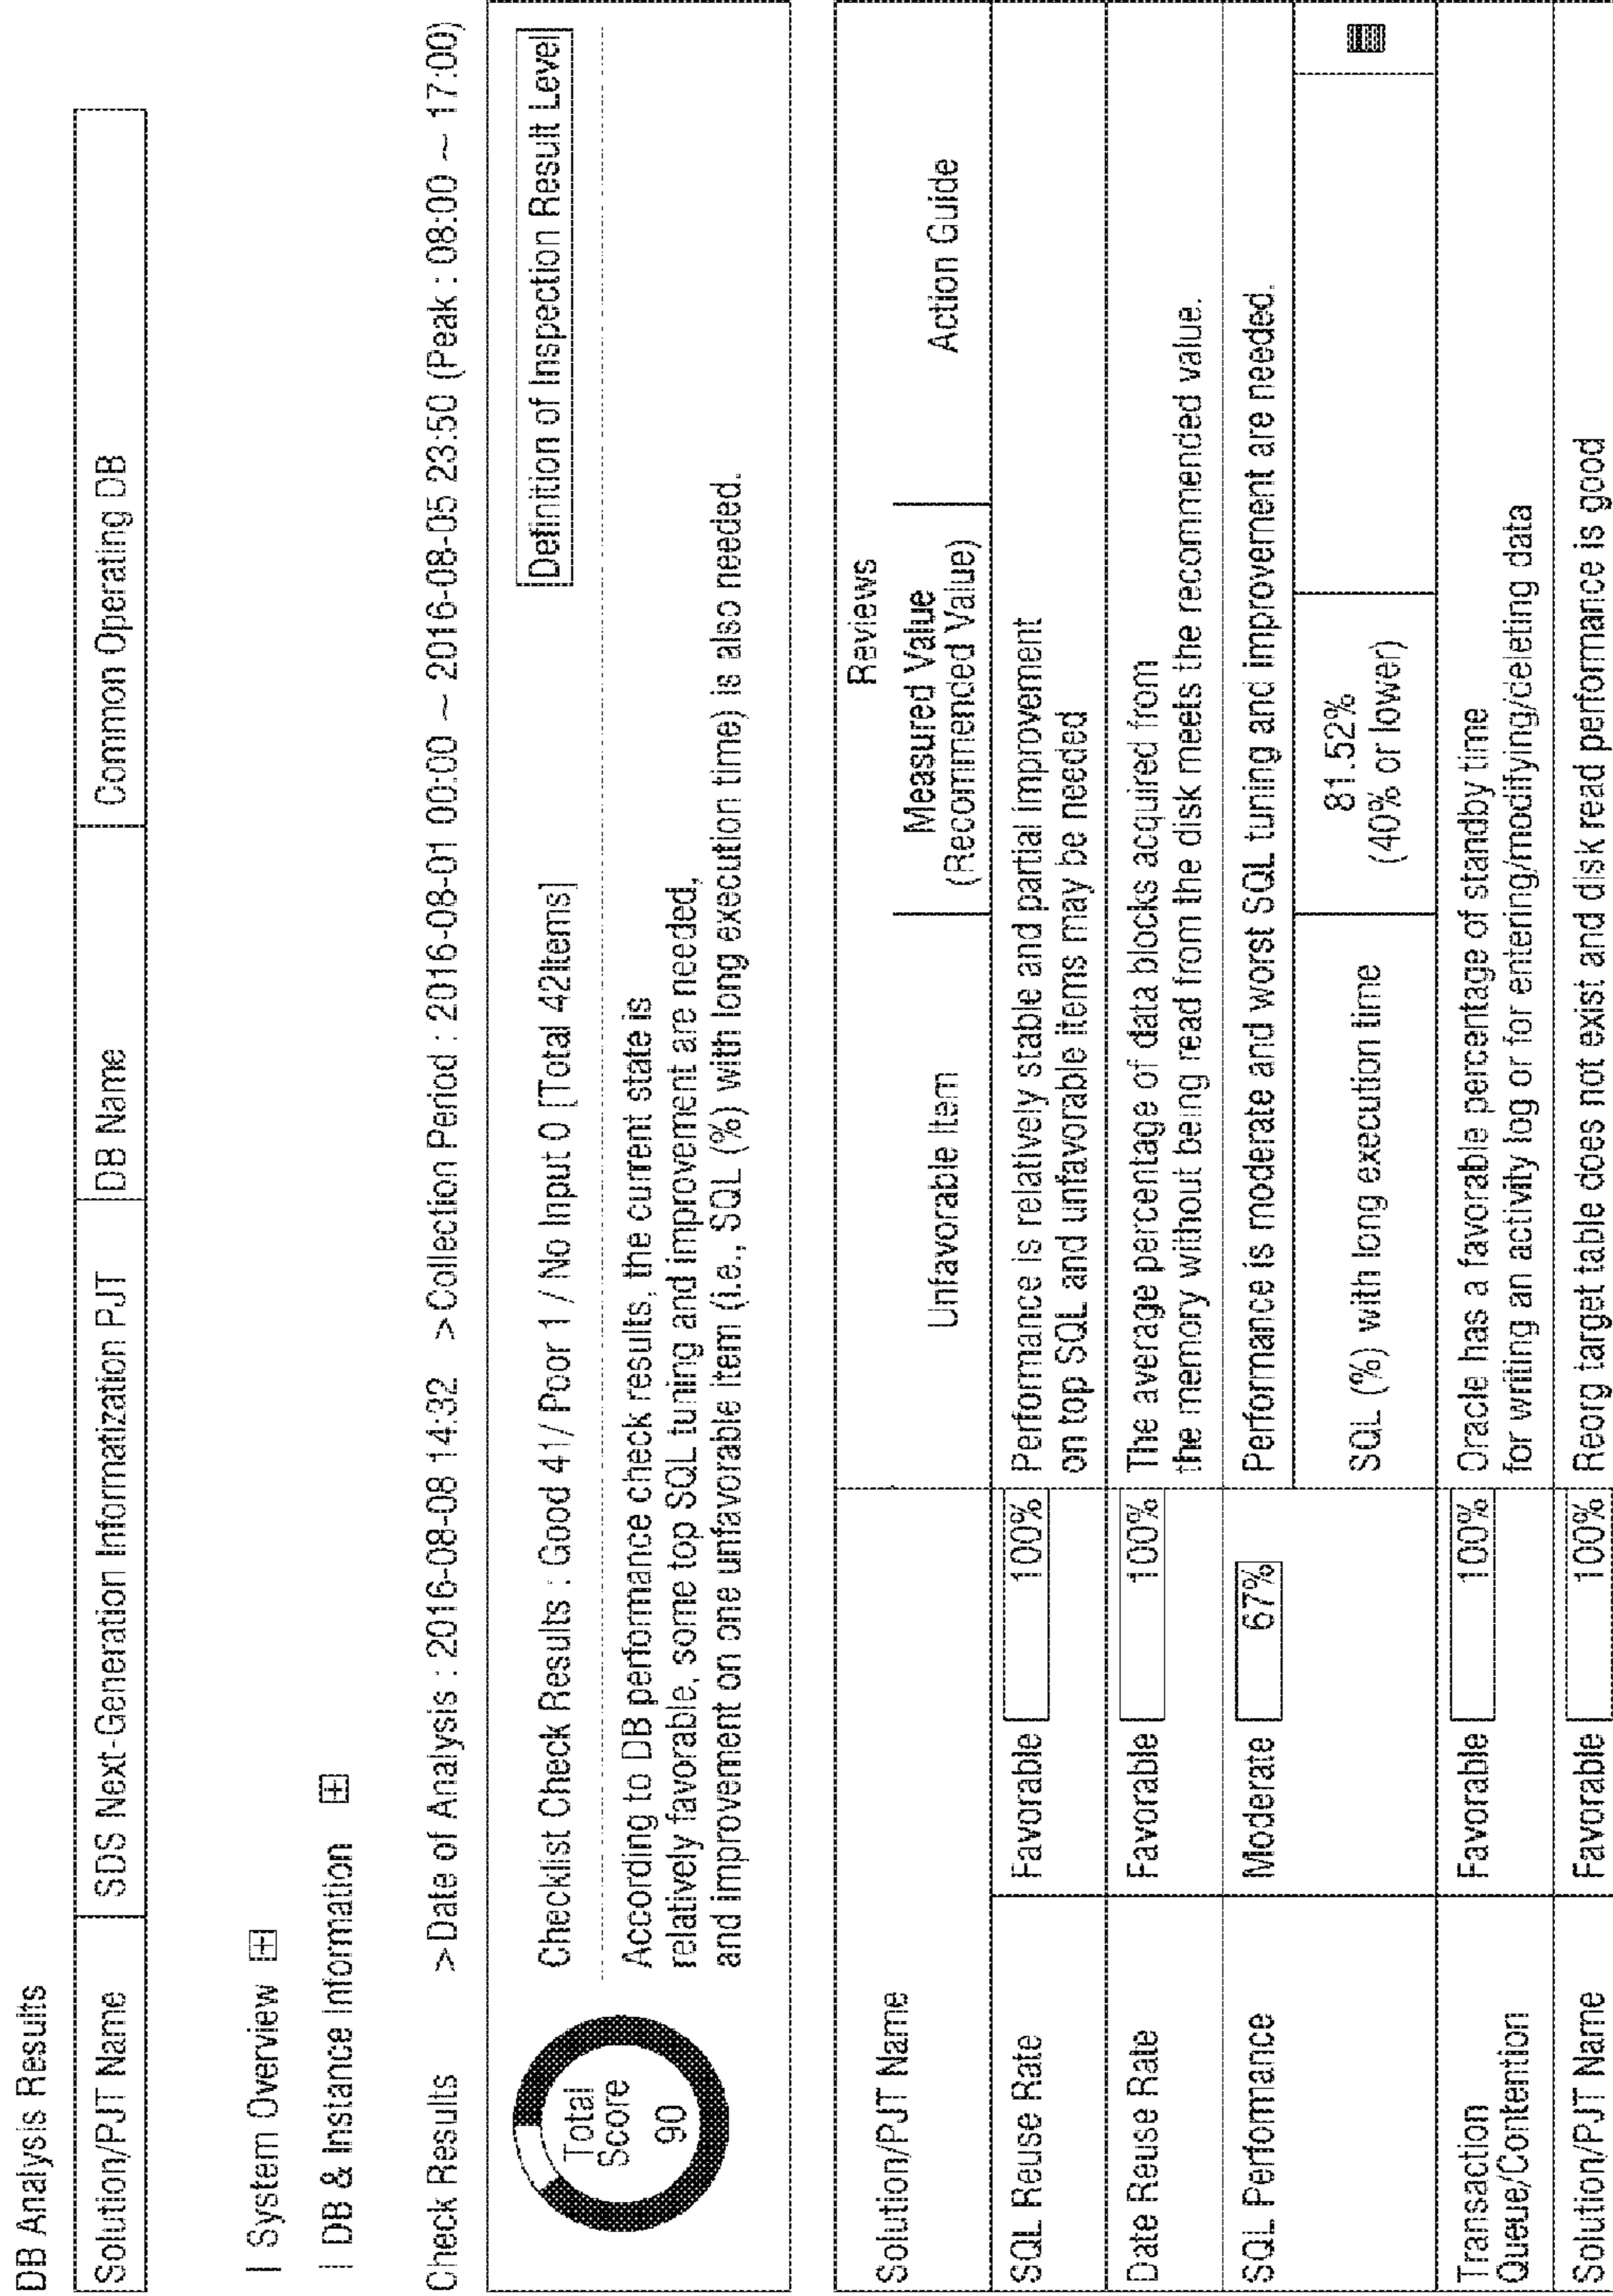 DB Analysis Results
Solution/PJT Name SDS Next-Generation Informatization PJT DB Name Common Operating DB
System Overview
DB & Instance Information
Check Results >Date of Analysis : 2016-08-08 14:32 >Collection Period : 2016-08-01 00:00 ~ 2016-08-05 23:50 (Peak : 08:00 ~ 17:00)
Total
Score
90
Checklist Check Results : Good 41/ Poor 1 / No Input 0 [Total 42Items]
Definition of Inspection Result Level
According to DB performance check results, the current state is
relatively favorable, some top SQL tuning and improvement are needed,
and improvement on one unfavorable item (i.e., SQL (%) with long execution time) is also needed.
Solution/PJT Name
Reviews
Unfavorable Item
Measured Value
(Recommended Value)
Action Guide
SQL Reuse Rate Favorable 100%
Performance is relatively stable and partial improvement
on top SQL and unfavorable items may be needed
Date Reuse Rate Favorable 100%
The average percentage of data blocks acquired from
the memory without being read from the disk meets the recommended value.
SQL Performance Moderate 67%
Performance is moderate and worst SQL tuning and improvement are needed.
SQL (%) with long execution time
81.52%
(40% or lower)
Transaction
Queue/Contention
Favorable 100%
Oracle has a favorable percentage of standby time
for writing an activity log or for entering/modifying/deleting data
Solution/PJT Name Favorable 100%
Reorg target table does not exist and disk read performance is good